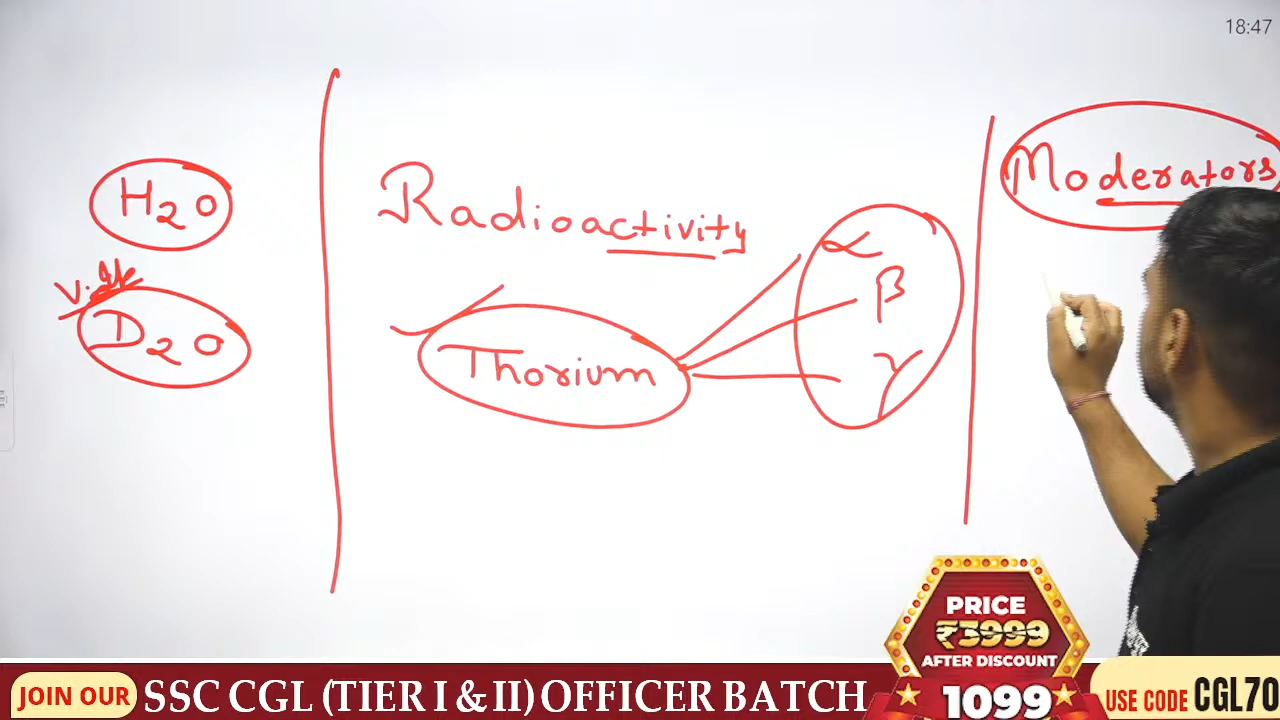 18:47
H2O
V.
D2O
Radioactivity
Thorium
α
β
γ
Moderators
PRICE
₹3999
AFTER DISCOUNT
1099
JOIN OUR SSC CGL (TIER I & II) OFFICER BATCH
USE CODE CGL70